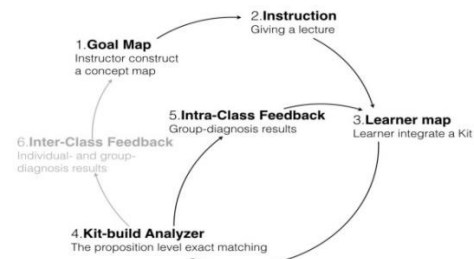 2.Instruction
Giving a lecture
1.Goal Map
Instructor construct
a concept map
5.Intra-Class Feedback
Group-diagnosis results
3.Learner map
Learner integrate a Kit
6.Inter-Class Feedback
Individual- and group-
diagnosis results
4.Kit-build Analyzer
The proposition level exact matching